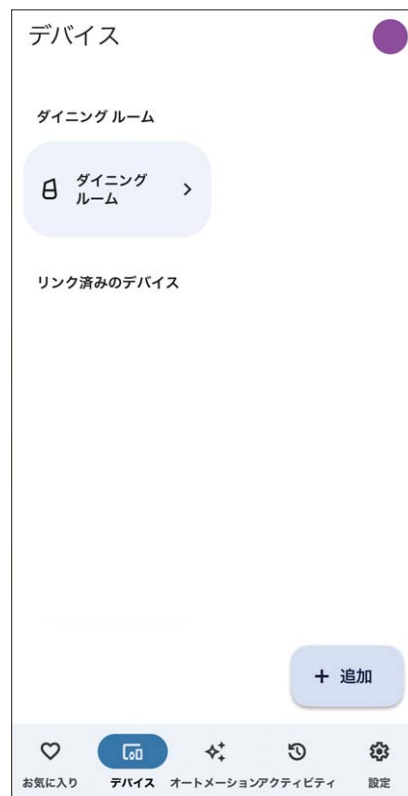 デバイス
ダイニング ルーム
ダイニング
ルーム
リンク済みのデバイス
+ 追加
お気に入り
デバイス
オートメーション
アクティビティ
設定